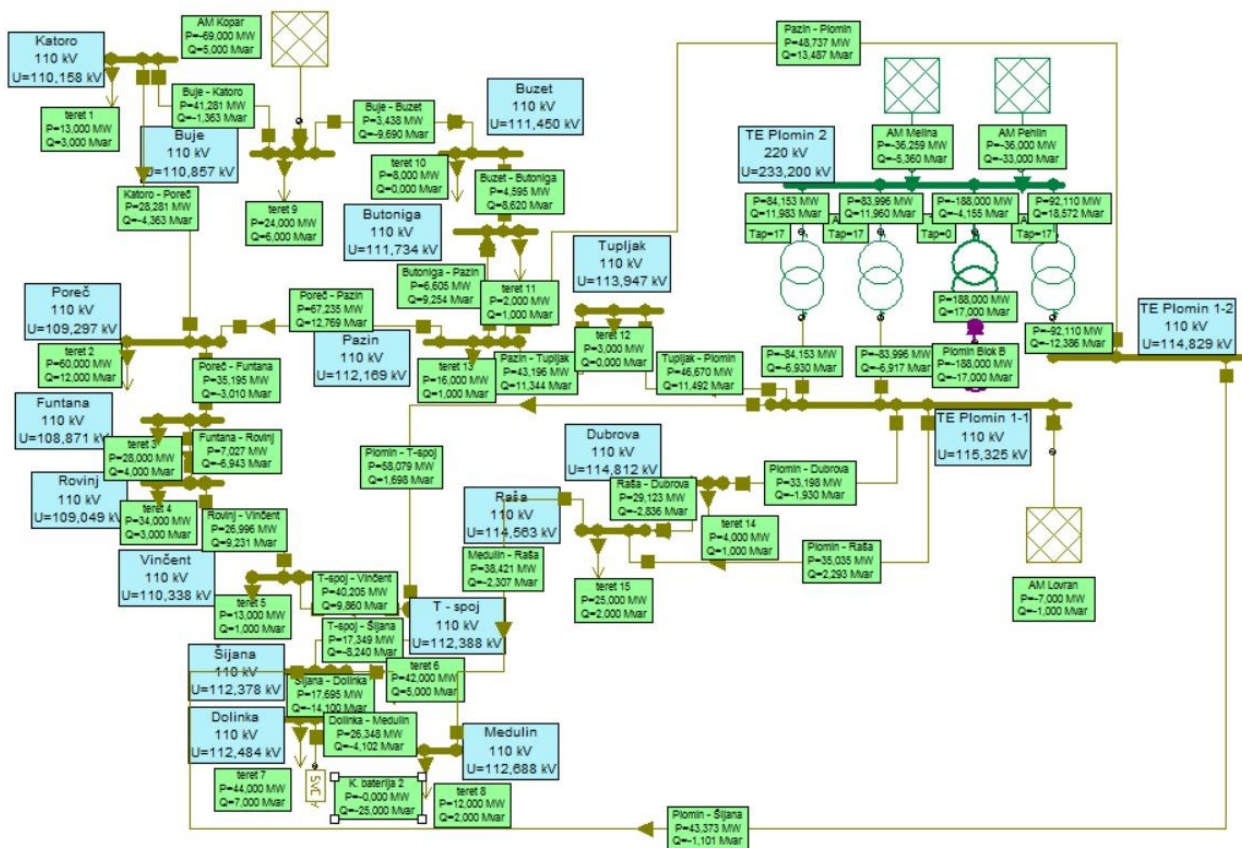 AM Kopar
P=-69,000 MW
Q=5,000 Mvar
Katoro
110 kV
U=110,158 kV
Pazin - Plomin
P=48,737 MW
Q=13,487 Mvar
Buje - Katoro
P=41,281 MW
Q=-1,363 Mvar
teret 1
P=13,000 MW
Q=3,000 Mvar
Buje
110 kV
U=110,857 kV
Buje - Buzet
P=3,438 MW
Q=-9,690 Mvar
Buzet
110 kV
U=111,450 kV
TE Plomin 2
220 kV
U=233,200 kV
AM Melina
P=-36,259 MW
Q=-5,360 Mvar
AM Pehlin
P=-36,000 MW
Q=-33,000 Mvar
teret 10
P=8,000 MW
Q=0,000 Mvar
Buzet - Butoniga
P=4,595 MW
Q=8,620 Mvar
Katoro - Poreč
P=28,281 MW
Q=-4,363 Mvar
teret 9
P=24,000 MW
Q=6,000 Mvar
Butoniga
110 kV
U=111,734 kV
P=84,153 MW
Q=11,983 Mvar
Tap=17
P=83,996 MW
Q=11,960 Mvar
Tap=17
P=-188,000 MW
Q=-4,155 Mvar
Tap=0
P=92,110 MW
Q=18,572 Mvar
Tap=17
Tupljak
110 kV
U=113,947 kV
Butoniga - Pazin
P=6,605 MW
Q=9,254 Mvar
teret 11
P=2,000 MW
Q=1,000 Mvar
Poreč
110 kV
U=109,297 kV
Poreč - Pazin
P=67,235 MW
Q=12,769 Mvar
P=188,000 MW
Q=17,000 Mvar
TE Plomin 1-2
110 kV
U=114,829 kV
P=-92,110 MW
Q=-12,386 Mvar
teret 2
P=60,000 MW
Q=12,000 Mvar
Pazin
110 kV
U=112,169 kV
teret 12
P=3,000 MW
Q=0,000 Mvar
teret 13
P=16,000 MW
Q=1,000 Mvar
Pazin - Tupljak
P=43,196 MW
Q=11,344 Mvar
Tupljak - Plomin
P=46,670 MW
Q=11,492 Mvar
P=-84,153 MW
Q=-6,930 Mvar
P=-83,996 MW
Q=-6,917 Mvar
Plomin Blok B
P=-188,000 MW
Q=-17,000 Mvar
Poreč - Funtana
P=35,195 MW
Q=-3,010 Mvar
Funtana
110 kV
U=108,871 kV
TE Plomin 1-1
110 kV
U=115,325 kV
teret 3
P=28,000 MW
Q=4,000 Mvar
Funtana - Rovinj
P=7,027 MW
Q=-6,943 Mvar
Plomin - T-spoj
P=58,079 MW
Q=1,698 Mvar
Dubrova
110 kV
U=114,812 kV
Plomin - Dubrova
P=33,198 MW
Q=-1,930 Mvar
Rovinj
110 kV
U=109,049 kV
teret 4
P=34,000 MW
Q=3,000 Mvar
Raša - Dubrova
P=29,123 MW
Q=-2,836 Mvar
Raša
110 kV
U=114,563 kV
Rovinj - Vinčent
P=26,996 MW
Q=9,231 Mvar
teret 14
P=4,000 MW
Q=1,000 Mvar
Medulin - Raša
P=38,421 MW
Q=-2,307 Mvar
Plomin - Raša
P=35,035 MW
Q=2,293 Mvar
Vinčent
110 kV
U=110,338 kV
teret 5
P=13,000 MW
Q=1,000 Mvar
T-spoj - Vinčent
P=40,205 MW
Q=9,860 Mvar
teret 15
P=25,000 MW
Q=2,000 Mvar
AM Lovran
P=-7,000 MW
Q=-1,000 Mvar
T - spoj
110 kV
U=112,388 kV
T-spoj - Šijana
P=17,349 MW
Q=-8,240 Mvar
Šijana
110 kV
U=112,378 kV
teret 6
P=42,000 MW
Q=5,000 Mvar
Šijana - Dolinka
P=17,695 MW
Q=-14,100 Mvar
Dolinka
110 kV
U=112,484 kV
Dolinka - Medulin
P=26,348 MW
Q=-4,102 Mvar
Medulin
110 kV
U=112,688 kV
teret 7
P=44,000 MW
Q=7,000 Mvar
SVC
K. baterija 2
P=-0,000 MW
Q=-25,000 Mvar
teret 8
P=12,000 MW
Q=2,000 Mvar
Plomin - Šijana
P=43,373 MW
Q=-1,101 Mvar